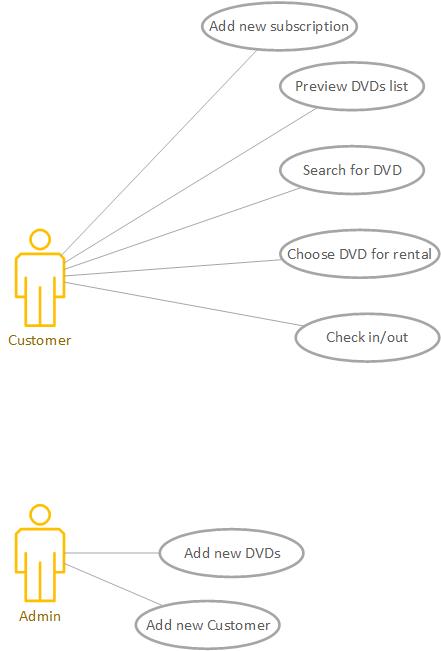 Add new subscription
Preview DVDs list
Search for DVD
Choose DVD for rental
Check in/out
Customer
Add new DVDs
Add new Customer
Admin